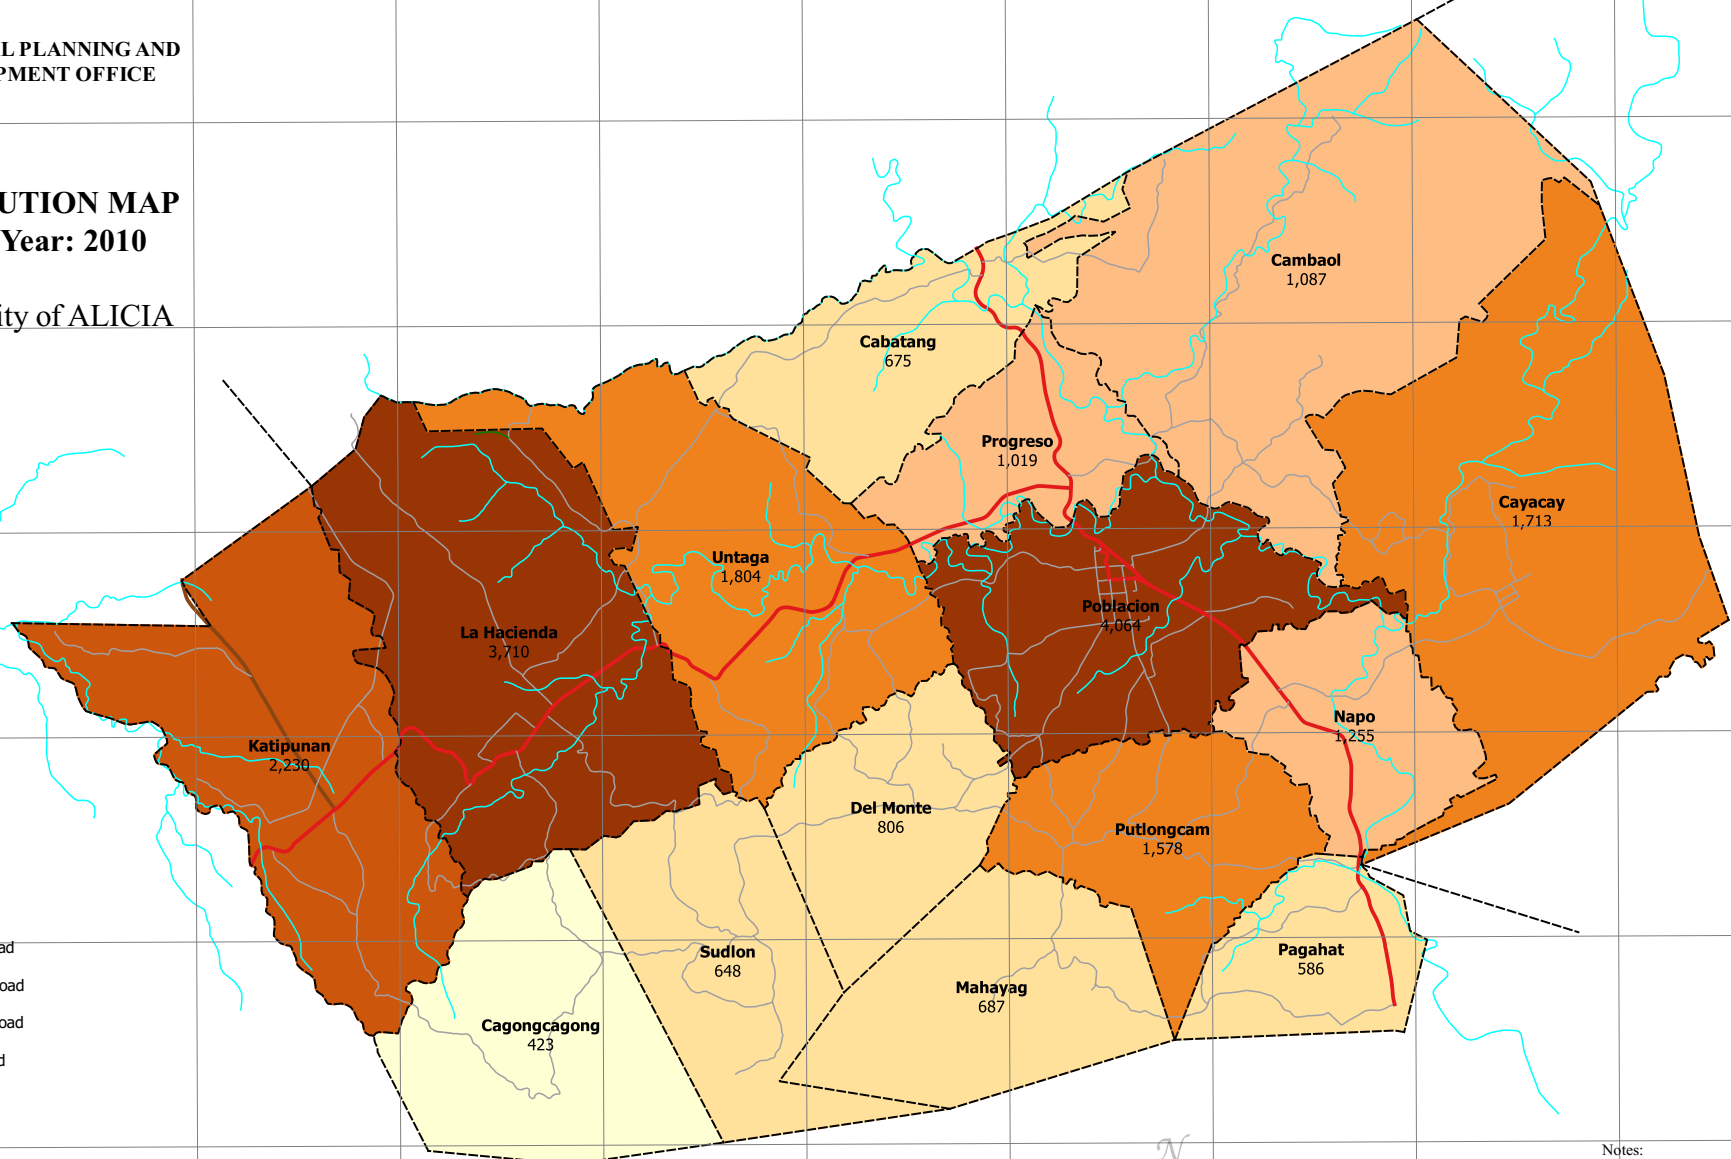 L PLANNING AND
PMENT OFFICE
UTION MAP
Year: 2010
ity of ALICIA
Cambaol
1,087
Cabatang
675
Progreso
1,019
Cayacay
1,713
Untaga
1,804
Poblacion
4,064
La Hacienda
3,710
Napo
1,255
Katipunan
2,230
Del Monte
806
Putlongcam
1,578
Sudlon
648
Pagahat
586
Mahayag
687
Cagongcagong
423
ad
oad
oad
d
N
Notes: